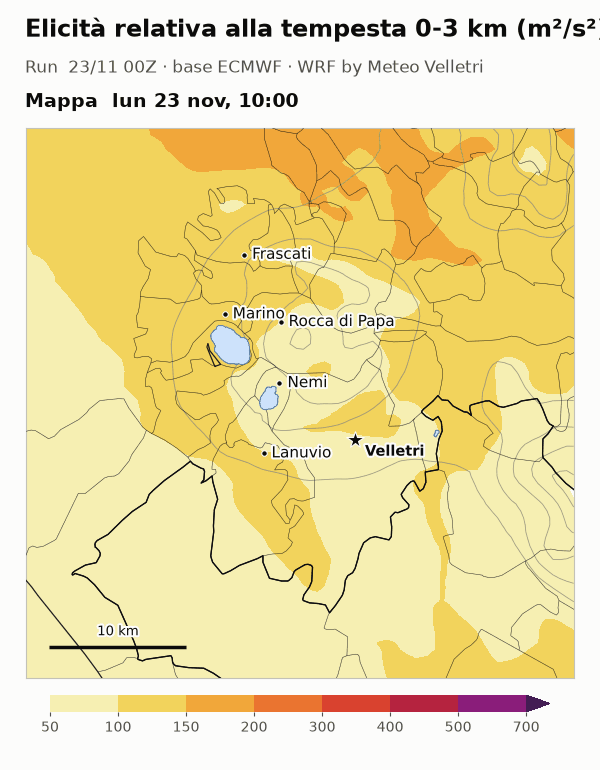 Elicità relativa alla tempesta 0-3 km (m²/s²)
Run 23/11 00Z · base ECMWF · WRF by Meteo Velletri
Mappa lun 23 nov, 10:00
Frascati
Marino
Rocca di Papa
Nemi
Velletri
Lanuvio
10 km
50 100 150 200 300 400 500 700